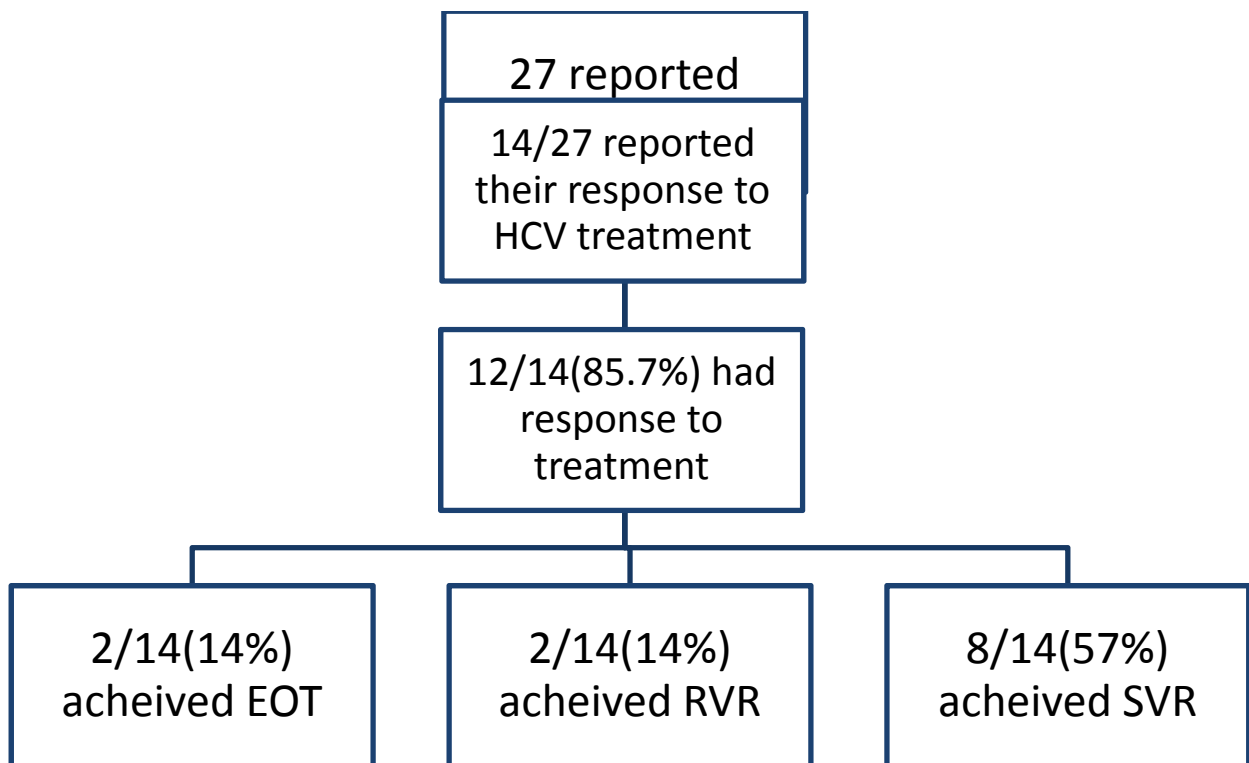 27 reported
14/27 reported
their response to
HCV treatment
12/14(85.7%) had
response to
treatment
2/14(14%)
acheived EOT
2/14(14%)
acheived RVR
8/14(57%)
acheived SVR